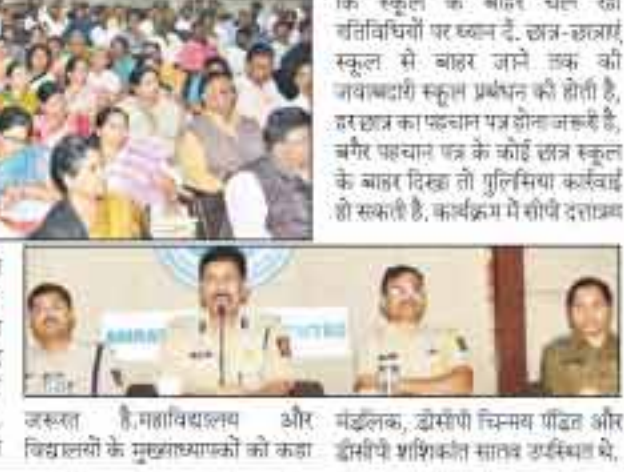 कि स्कूल के बाहर चल रही
गतिविधियों पर ध्यान दें. छात्र-छात्राएं
स्कूल से बाहर जाने तक की
जवाबदारी स्कूल प्रबंधन की होती है,
हर छात्र का पहचान पत्र होना जरूरी है,
बगैर पहचान पत्र के कोई छात्र स्कूल
के बाहर दिखा तो पुलिसिया कार्रवाई
हो सकती है. कार्यक्रम में सीपी दत्तात्रय
मंडलिक, डीसीपी चिन्मय पंडित और
डीसीपी शशिकांत सातव उपस्थित थे.
जरूरत है.महाविद्यालय और
विद्यालयों के मुख्याध्यापकों को कहा
AMRAT